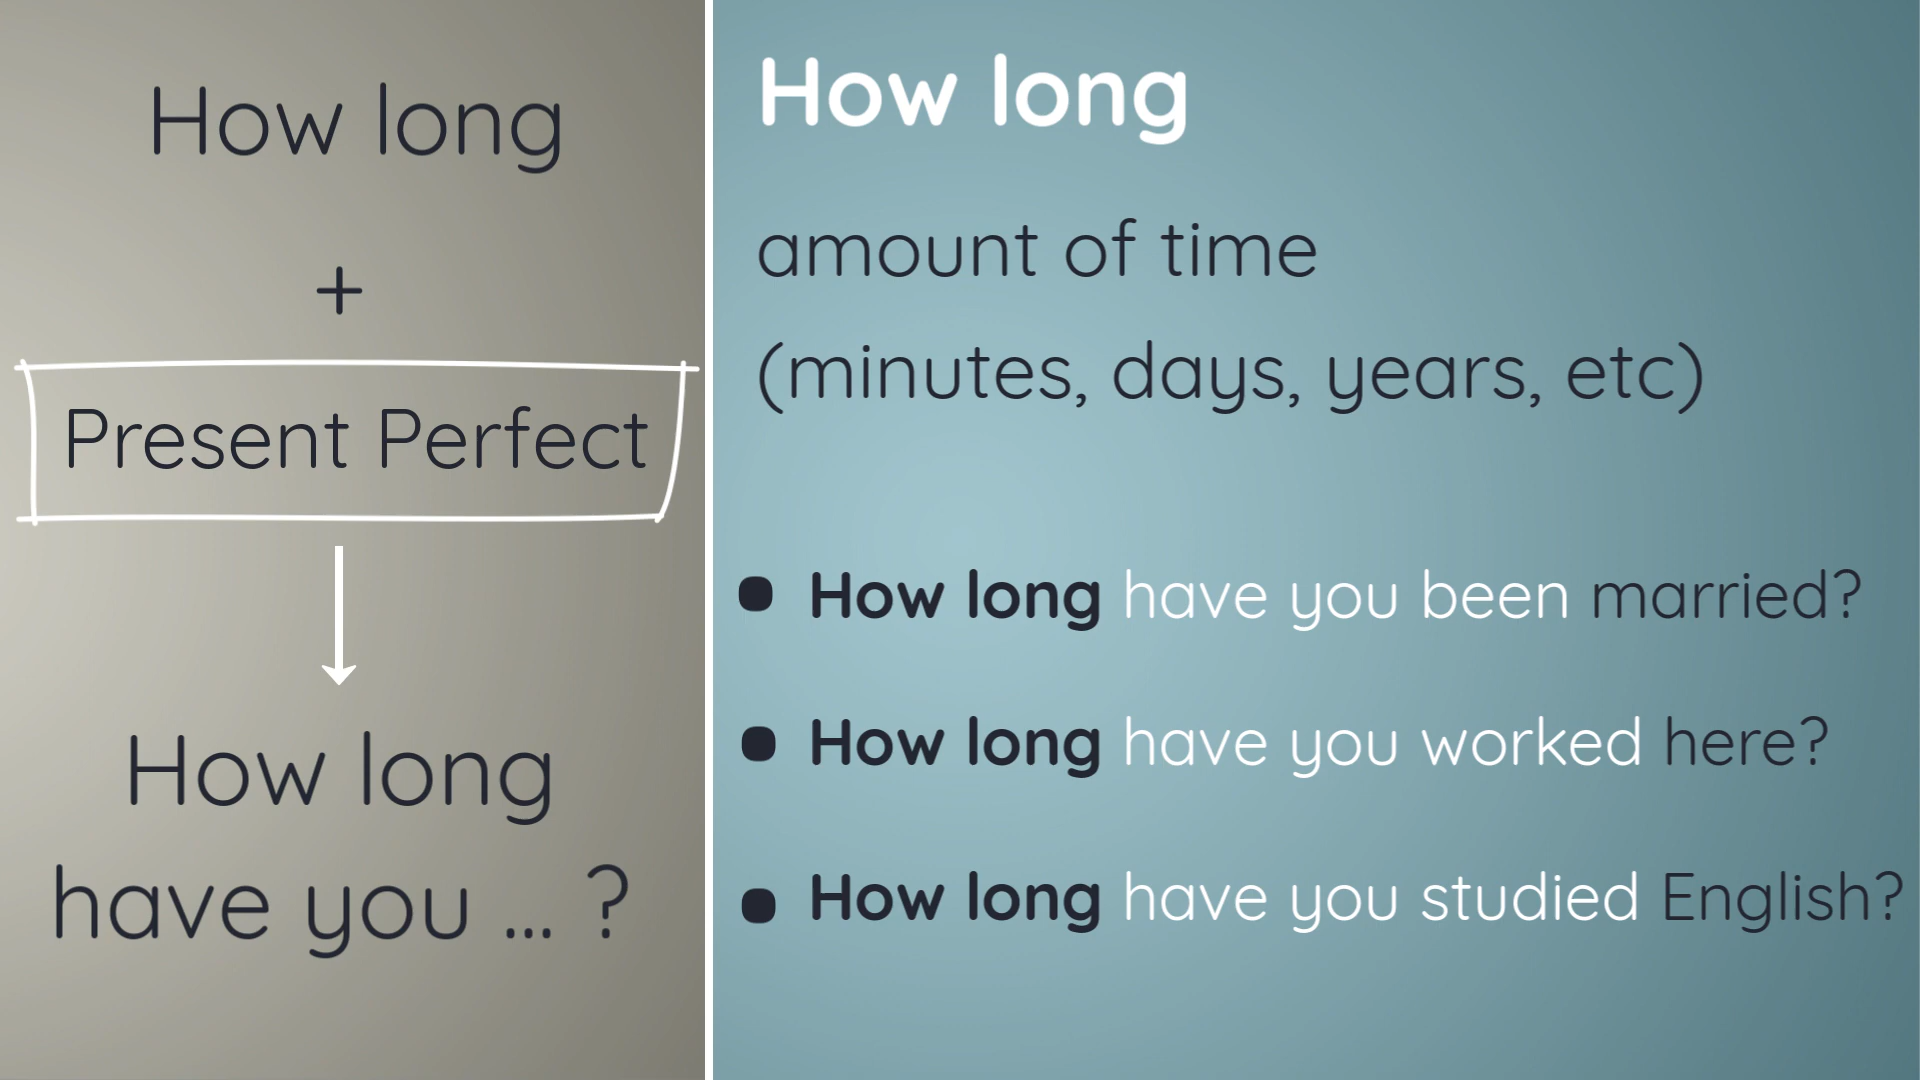 How long
+
Present Perfect
How long
have you ... ?
How long
amount of time
(minutes, days, years, etc)
• How long have you been married?
• How long have you worked here?
• How long have you studied English?